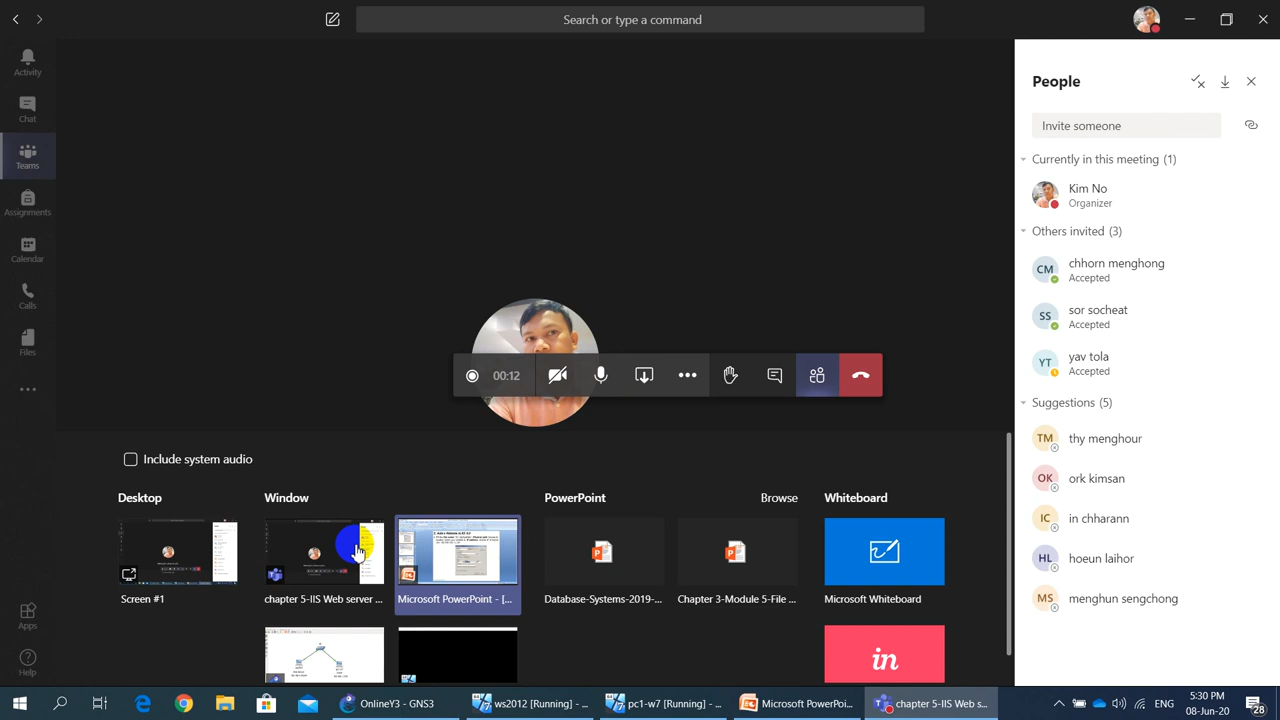 Search or type a command
Activity
Chat
Teams
Assignments
Calendar
Calls
Files
Apps
Help
00:12
People
Invite someone
Currently in this meeting (1)
Kim No
Organizer
Others invited (3)
CM
chhorn menghong
Accepted
SS
sor socheat
Accepted
YT
yav tola
Accepted
Suggestions (5)
TM
thy menghour
OK
ork kimsan
IC
in chharann
HL
hoeun laihor
MS
menghun sengchong
Include system audio
Desktop
Window
PowerPoint
Browse
Whiteboard
Screen #1
chapter 5-IIS Web server ...
Microsoft PowerPoint - [...
Database-Systems-2019-...
Chapter 3-Module 5-File ...
Microsoft Whiteboard
in
OnlineY3 - GNS3
ws2012 [Running] - ...
pc1-w7 [Running] - ...
Microsoft PowerPoi...
chapter 5-IIS Web s...
5:30 PM
08-Jun-20
28